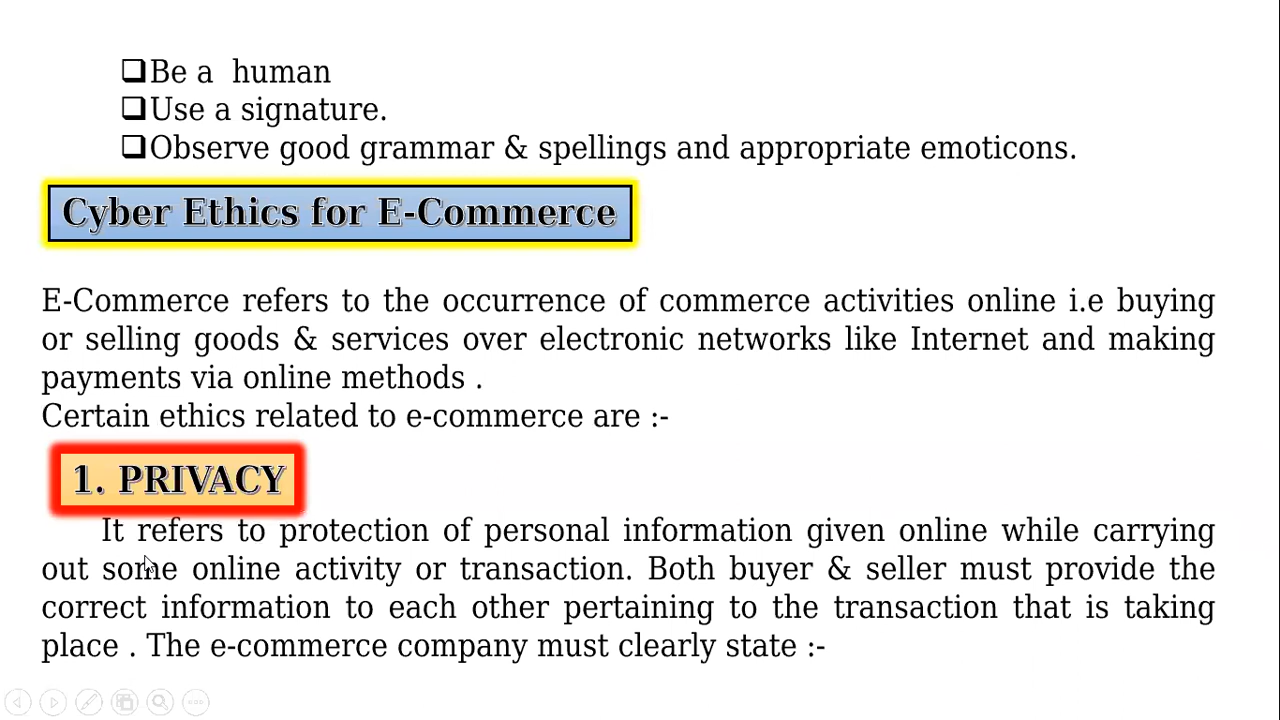 ❑Be a human
❑Use a signature.
❑Observe good grammar & spellings and appropriate emoticons.
Cyber Ethics for E-Commerce
E-Commerce refers to the occurrence of commerce activities online i.e buying
or selling goods & services over electronic networks like Internet and making
payments via online methods .
Certain ethics related to e-commerce are :-
1. PRIVACY
It refers to protection of personal information given online while carrying
out some online activity or transaction. Both buyer & seller must provide the
correct information to each other pertaining to the transaction that is taking
place . The e-commerce company must clearly state :-